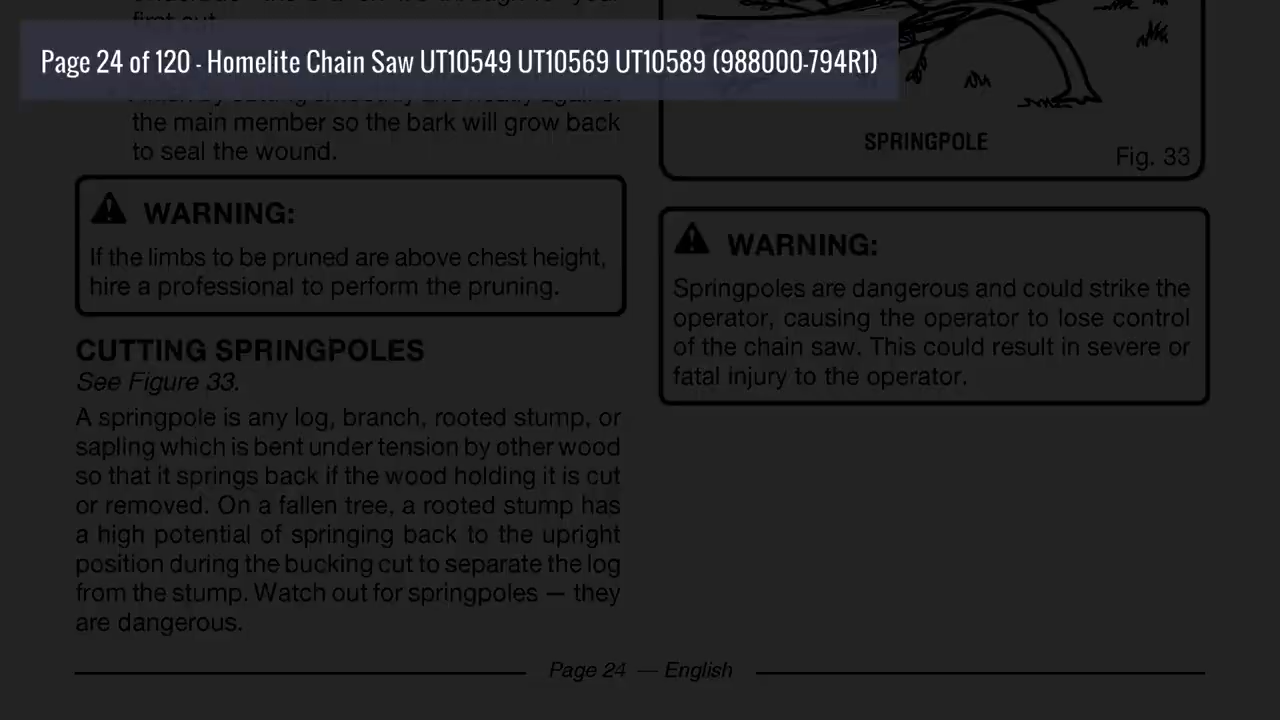 Page 24 of 120 - Homelite Chain Saw UT10549 UT10569 UT10589 (988000-794R1)
first cut.
the main member so the bark will grow back
to seal the wound.
WARNING:
If the limbs to be pruned are above chest height,
hire a professional to perform the pruning.
CUTTING SPRINGPOLES
See Figure 33.
A springpole is any log, branch, rooted stump, or
sapling which is bent under tension by other wood
so that it springs back if the wood holding it is cut
or removed. On a fallen tree, a rooted stump has
a high potential of springing back to the upright
position during the bucking cut to separate the log
from the stump. Watch out for springpoles — they
are dangerous.
SPRINGPOLE
Fig. 33
WARNING:
Springpoles are dangerous and could strike the
operator, causing the operator to lose control
of the chain saw. This could result in severe or
fatal injury to the operator.
Page 24 — English